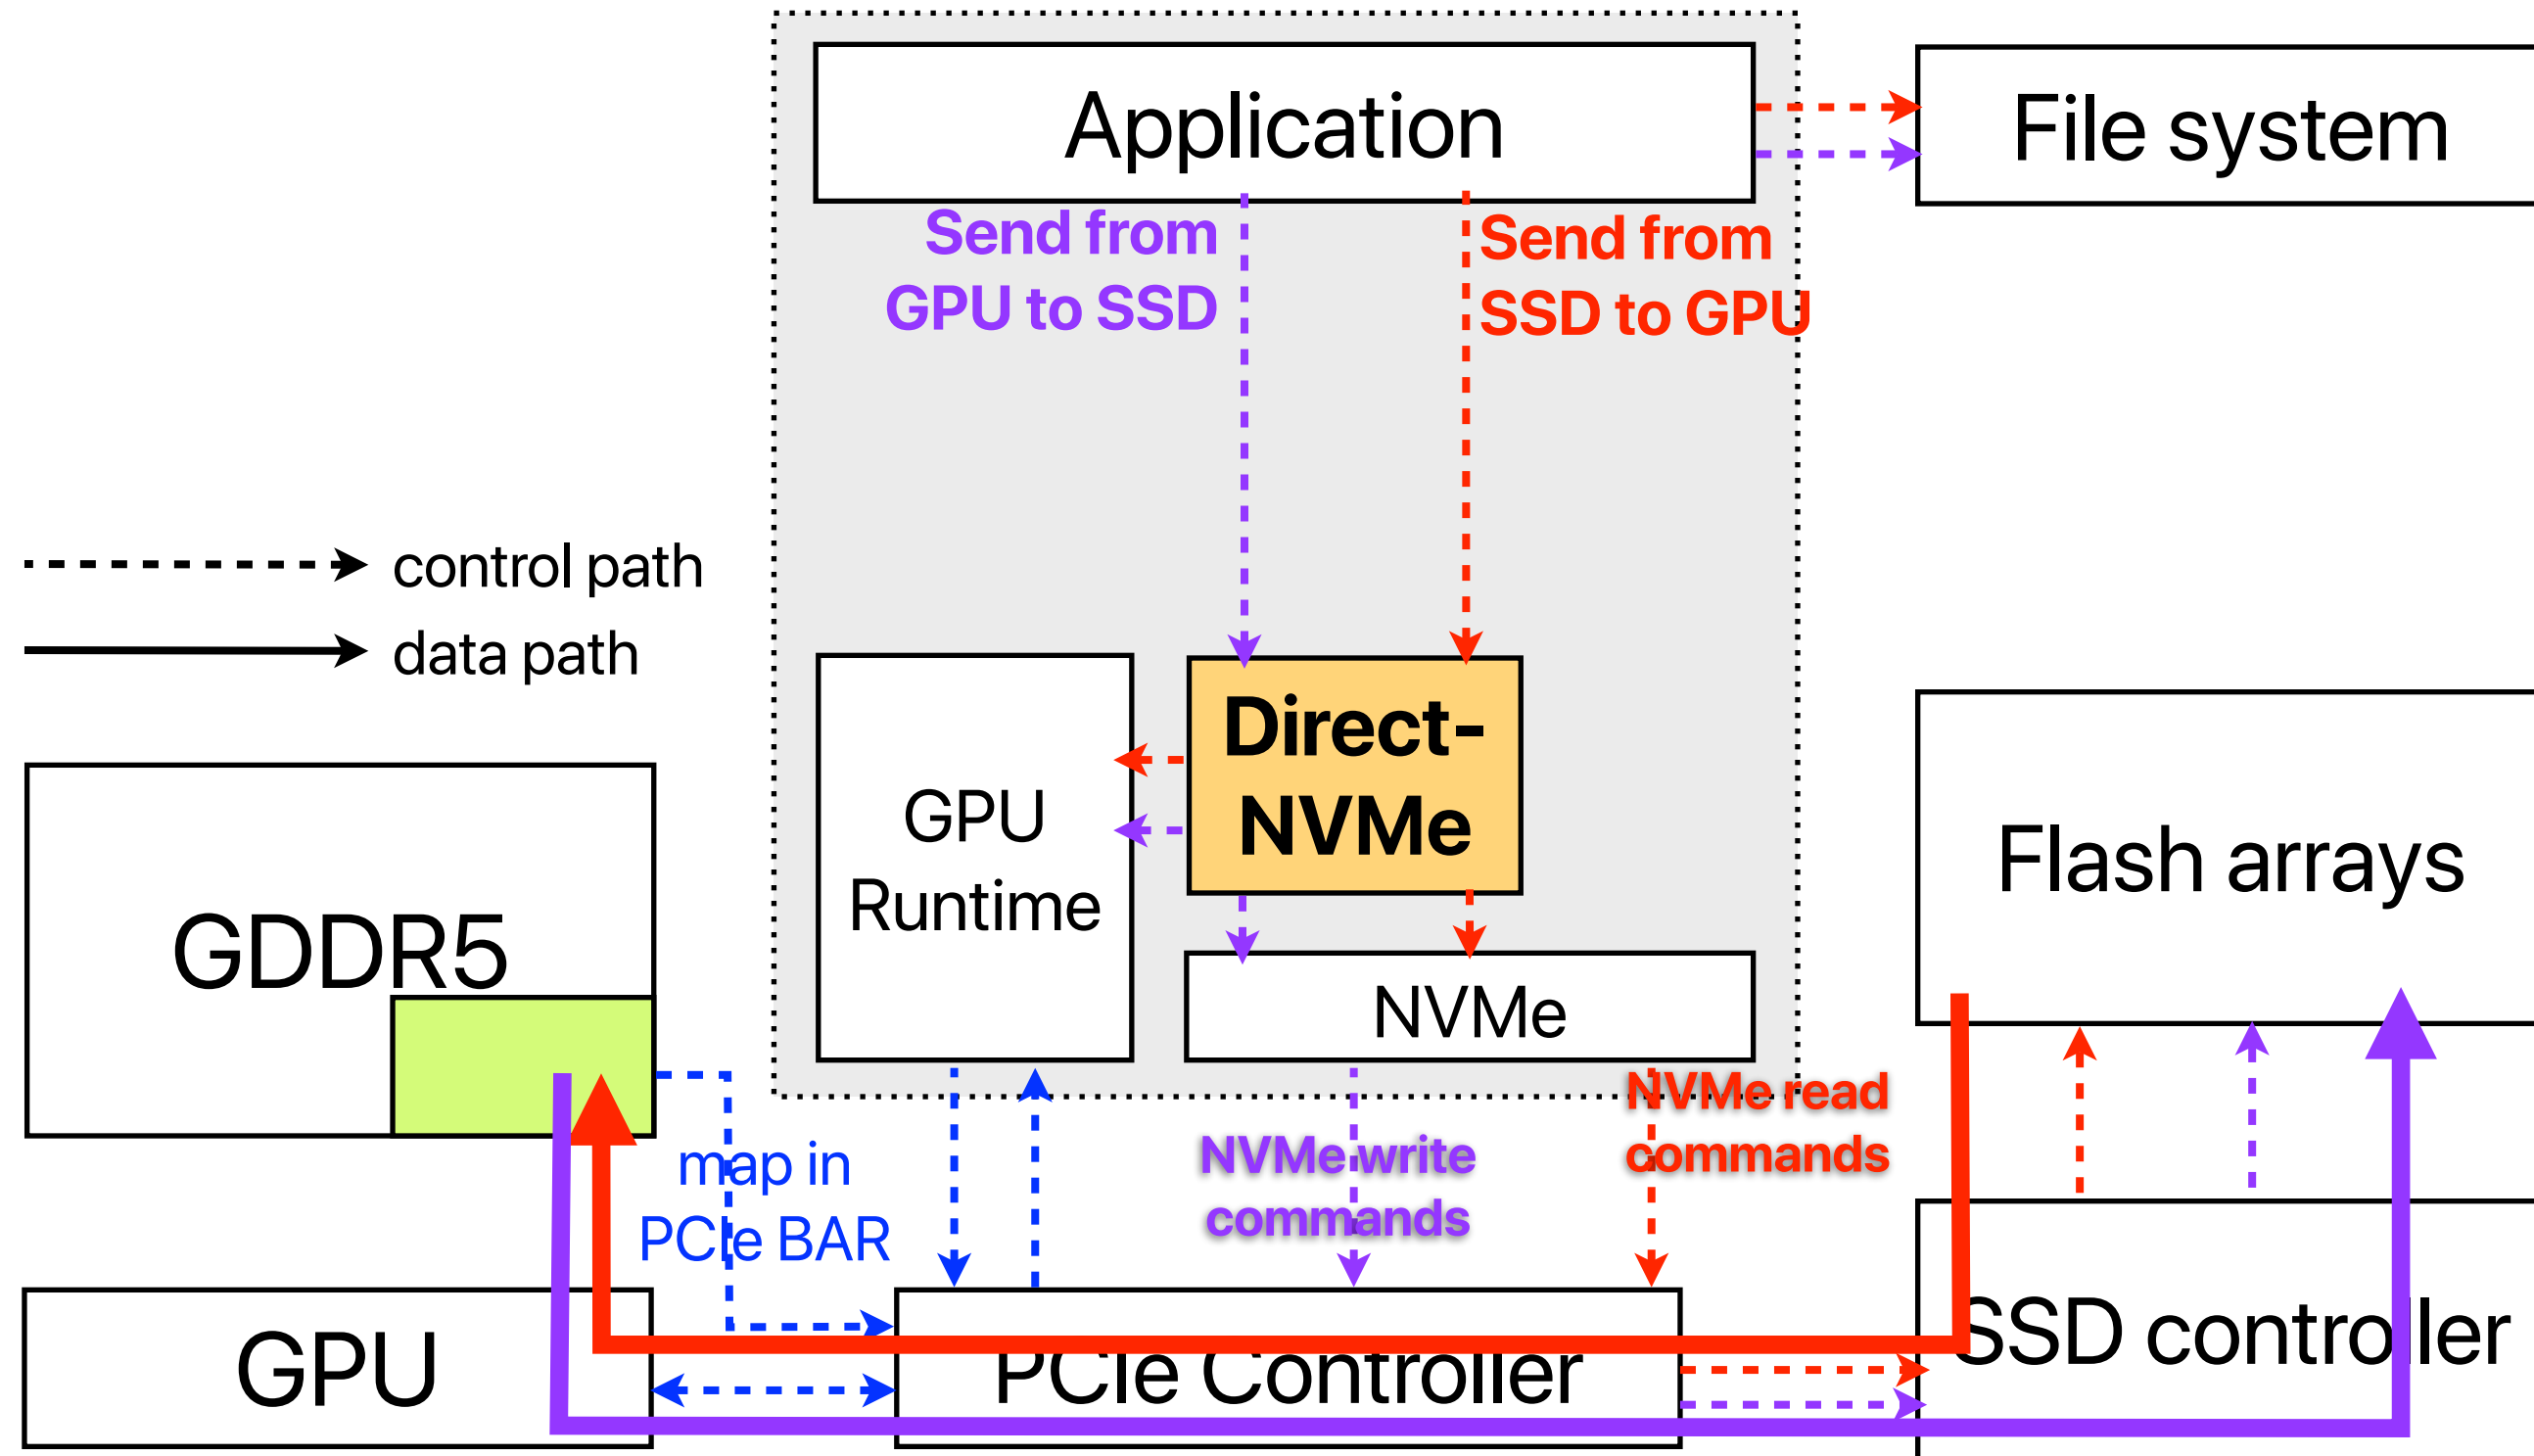 Application
File system
Send from
GPU to SSD
Send from
SSD to GPU
control path
data path
Direct-
NVMe
GPU
Runtime
Flash arrays
GDDR5
NVMe
map in
PCIe BAR
NVMe write
commands
NVMe read
commands
GPU
PCIe Controller
SSD controller